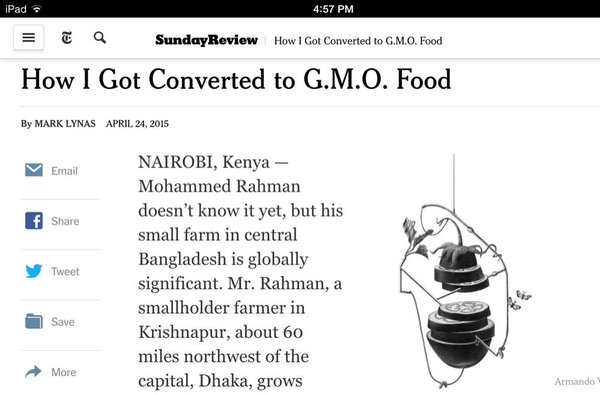 iPad 4:57 PM
SundayReview | How I Got Converted to G.M.O. Food
How I Got Converted to G.M.O. Food
By MARK LYNAS APRIL 24, 2015
Email
Share
Tweet
Save
More
NAIROBI, Kenya —
Mohammed Rahman
doesn’t know it yet, but his
small farm in central
Bangladesh is globally
significant. Mr. Rahman, a
smallholder farmer in
Krishnapur, about 60
miles northwest of the
capital, Dhaka, grows
Armando